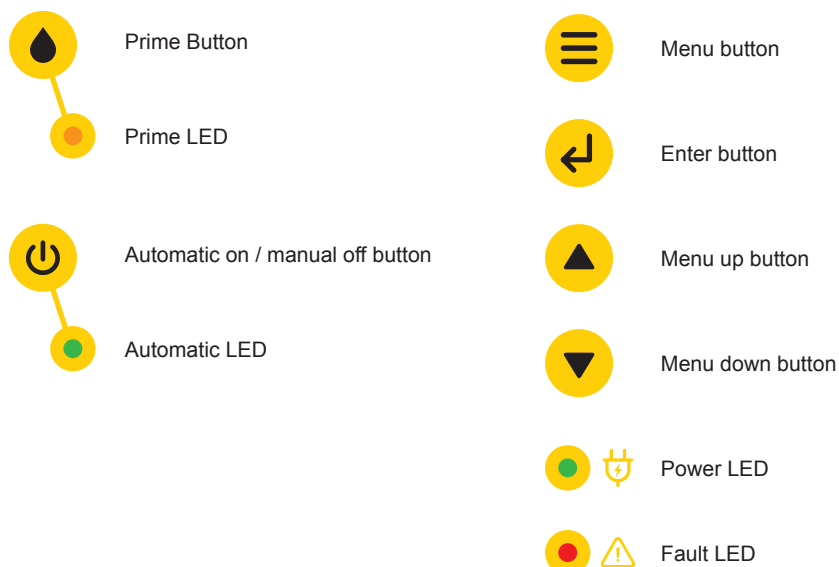 Prime Button
Prime LED
Automatic on / manual off button
Automatic LED
Menu button
Enter button
Menu up button
Menu down button
Power LED
Fault LED